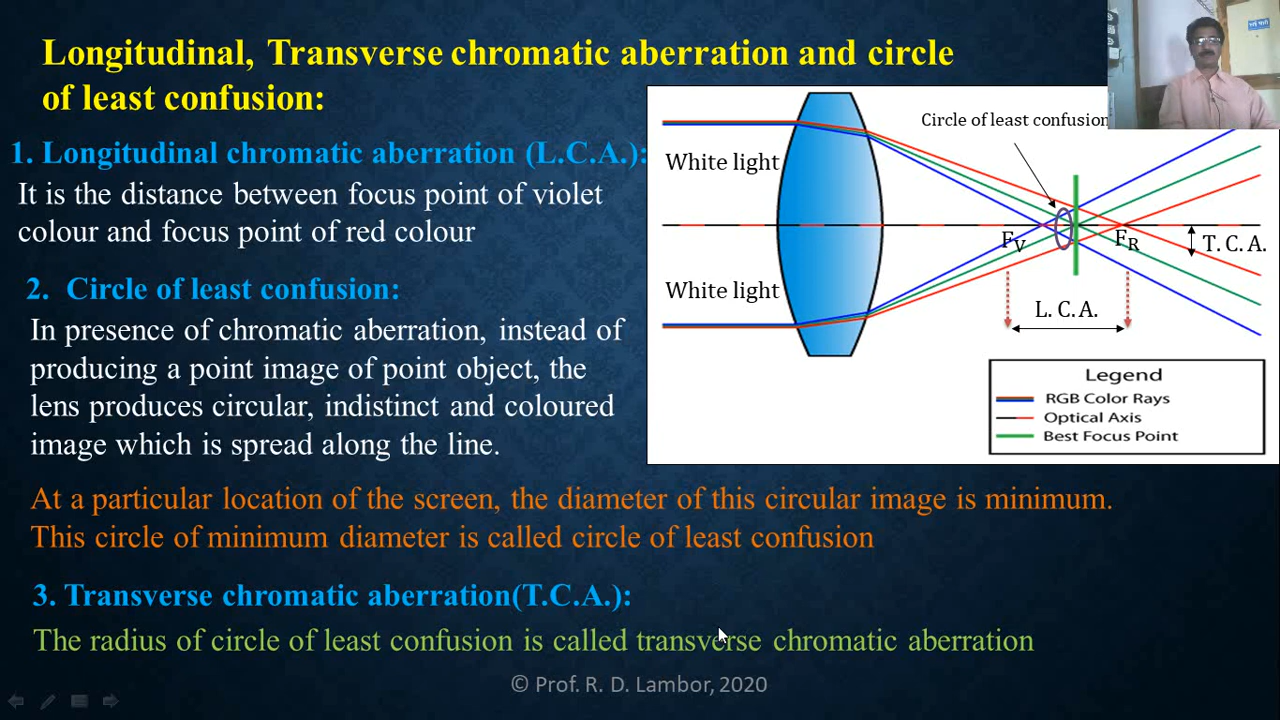 Longitudinal, Transverse chromatic aberration and circle
of least confusion:
1. Longitudinal chromatic aberration (L.C.A.):
It is the distance between focus point of violet
colour and focus point of red colour
2. Circle of least confusion:
In presence of chromatic aberration, instead of
producing a point image of point object, the
lens produces circular, indistinct and coloured
image which is spread along the line.
At a particular location of the screen, the diameter of this circular image is minimum.
This circle of minimum diameter is called circle of least confusion
3. Transverse chromatic aberration(T.C.A.):
The radius of circle of least confusion is called transverse chromatic aberration
Circle of least confusion
White light
F_V
F_R
T. C. A.
White light
L. C. A.
Legend
RGB Color Rays
Optical Axis
Best Focus Point
© Prof. R. D. Lambor, 2020